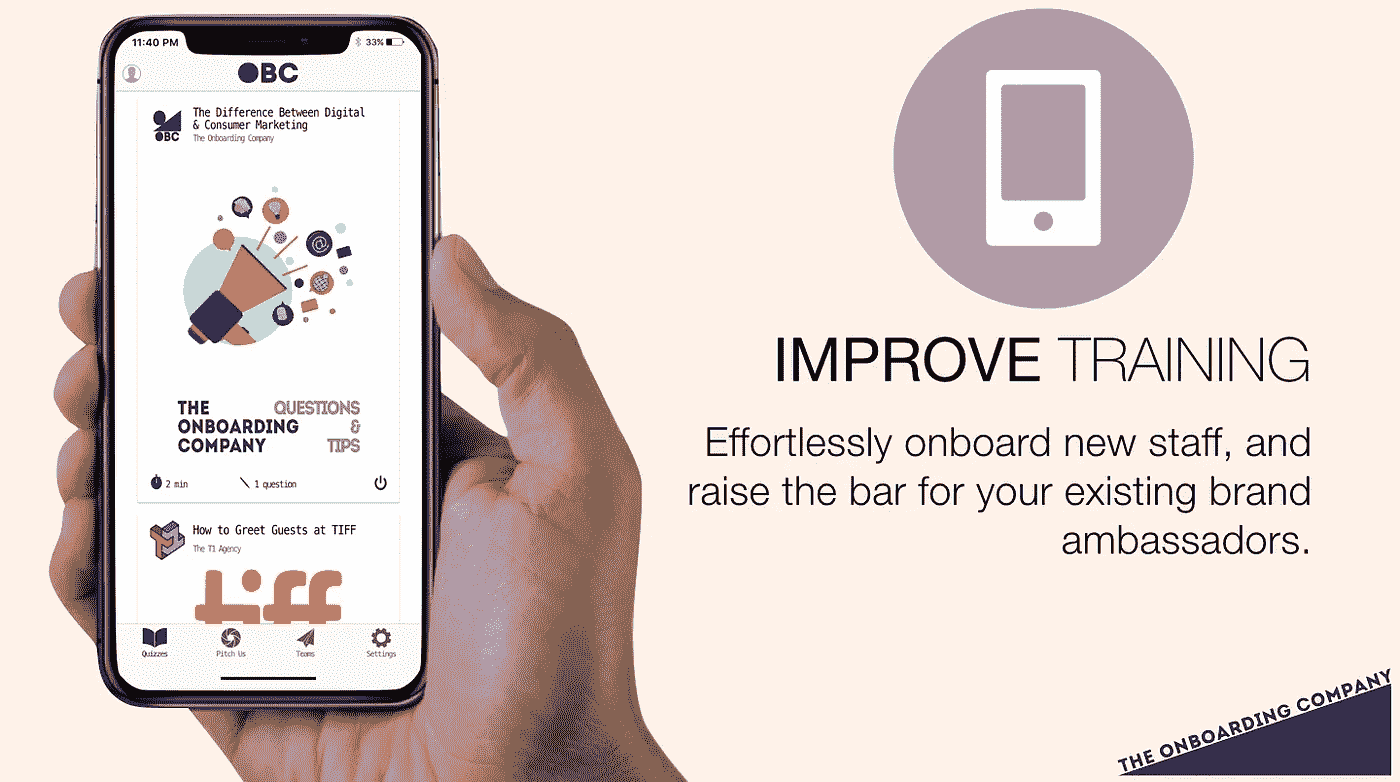 11:40 PM
33%
OBC
The Difference Between Digital
& Consumer Marketing
The Onboarding Company
OBC
@
THE QUESTIONS
ONBOARDING &
COMPANY TIPS
2 min 1 question
How to Greet Guests at TIFF
The T1 Agency
tiff
Quizzes Pitch Us Teams Settings
IMPROVE TRAINING
Effortlessly onboard new staff, and
raise the bar for your existing brand
ambassadors.
THE ONBOARDING COMPANY